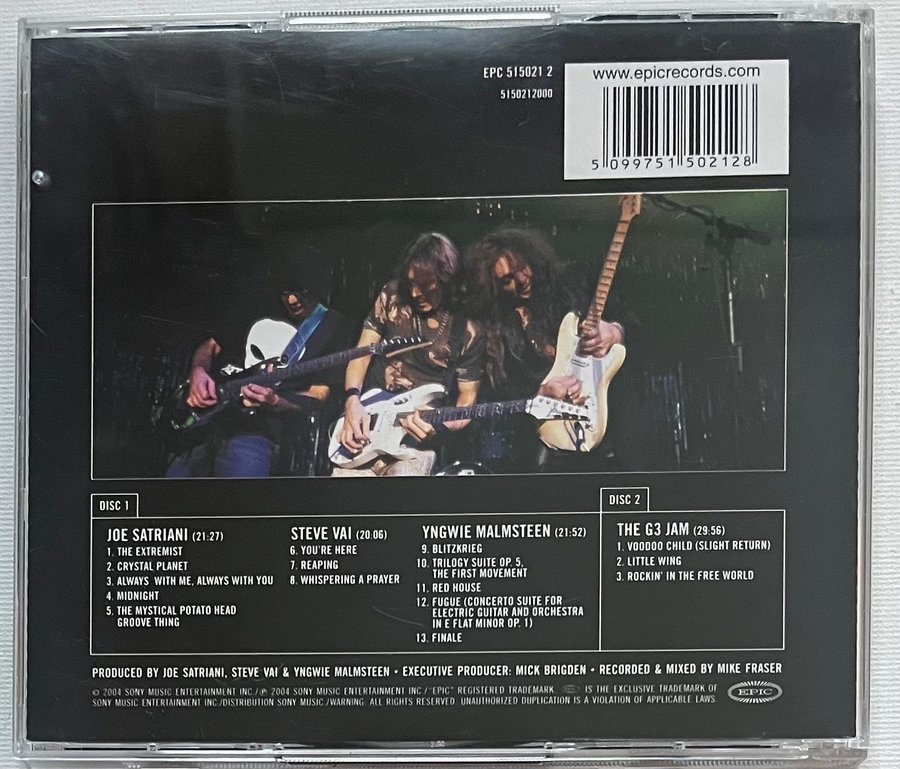 EPC 515021 2
5150212000
www.epicrecords.com
5 099751 502128
DISC 1
JOE SATRIANI (21:27)
1. THE EXTREMIST
2. CRYSTAL PLANET
3. ALWAYS WITH ME, ALWAYS WITH YOU
4. MIDNIGHT
5. THE MYSTICAL POTATO HEAD
GROOVE THING
STEVE VAI (20:06)
6. YOU'RE HERE
7. REAPING
8. WHISPERING A PRAYER
YNGWIE MALMSTEEN (21:52)
9. BLITZKRIEG
10. TRILOGY SUITE OP. 5,
THE FIRST MOVEMENT
11. RED HOUSE
12. FUGUE (CONCERTO SUITE FOR
ELECTRIC GUITAR AND ORCHESTRA
IN E FLAT MINOR OP. 1)
13. FINALE
DISC 2
THE G3 JAM (29:56)
1. VOODOO CHILD (SLIGHT RETURN)
2. LITTLE WING
3. ROCKIN' IN THE FREE WORLD
PRODUCED BY JOE SATRIANI, STEVE VAI & YNGWIE MALMSTEEN • EXECUTIVE PRODUCER: MICK BRIGDEN • RECORDED & MIXED BY MIKE FRASER
© 2004 SONY MUSIC ENTERTAINMENT INC./℗ 2004 SONY MUSIC ENTERTAINMENT INC./"EPIC" REGISTERED TRADEMARK. EPIC IS THE EXCLUSIVE TRADEMARK OF
SONY MUSIC ENTERTAINMENT INC./DISTRIBUTION SONY MUSIC/WARNING: ALL RIGHTS RESERVED. UNAUTHORIZED DUPLICATION IS A VIOLATION OF APPLICABLE LAWS.
EPIC